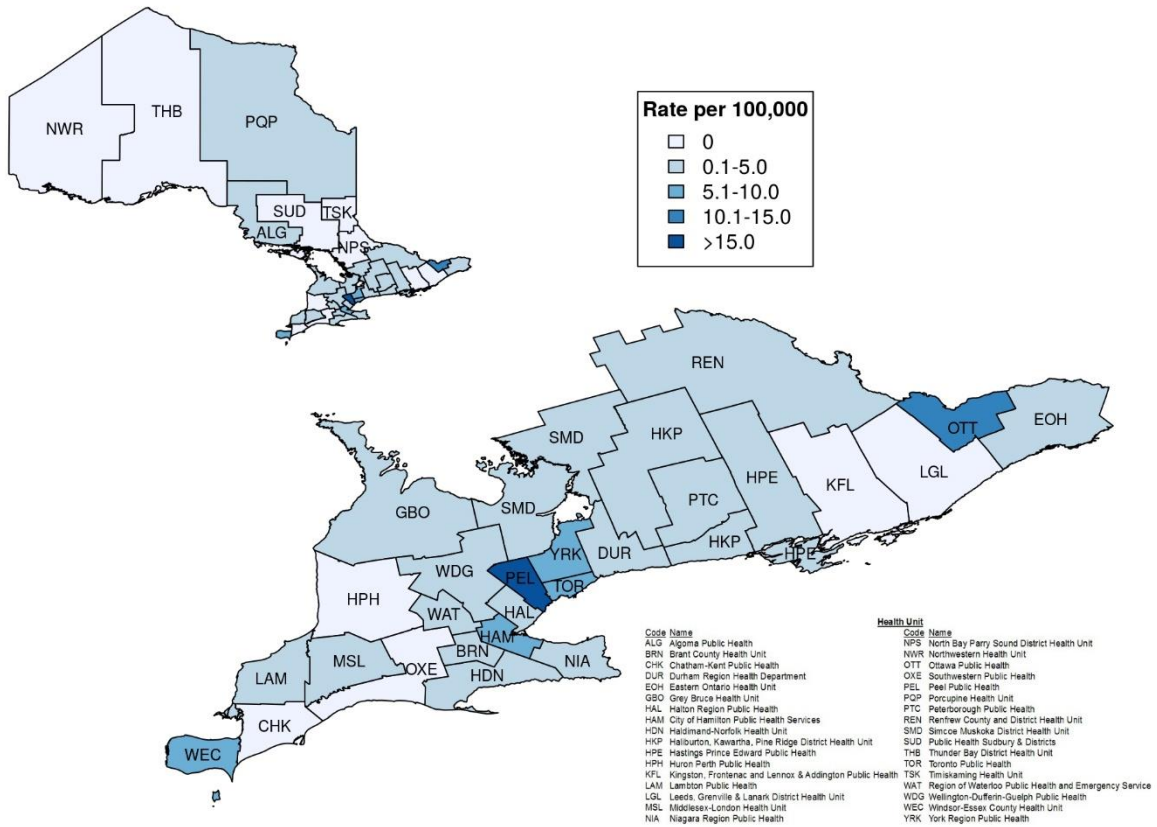 NWR
THB
PQP
SUD
TSK
ALG
NPS
Rate per 100,000
0
0.1-5.0
5.1-10.0
10.1-15.0
>15.0
REN
SMD
HKP
OTT
EOH
HPE
KFL
LGL
PTC
GBO
SMD
YRK
DUR
HKP
HPE
WDG
PEL
TOR
HPH
WAT
HAL
HAM
BRN
MSL
OXE
NIA
LAM
HDN
CHK
WEC
Health Unit
Code Name
ALG Algoma Public Health
BRN Brant County Health Unit
CHK Chatham-Kent Public Health
DUR Durham Region Health Department
EOH Eastern Ontario Health Unit
GBO Grey Bruce Health Unit
HAL Halton Region Public Health
HAM City of Hamilton Public Health Services
HDN Haldimand-Norfolk Health Unit
HKP Haliburton, Kawartha, Pine Ridge District Health Unit
HPE Hastings Prince Edward Public Health
HPH Huron Perth Public Health
KFL Kingston, Frontenac and Lennox & Addington Public Health
LAM Lambton Public Health
LGL Leeds, Grenville & Lanark District Health Unit
MSL Middlesex-London Health Unit
NIA Niagara Region Public Health
Code Name
NPS North Bay Parry Sound District Health Unit
NWR Northwestern Health Unit
OTT Ottawa Public Health
OXE Southwestern Public Health
PEL Peel Public Health
PQP Porcupine Health Unit
PTC Peterborough Public Health
REN Renfrew County and District Health Unit
SMD Simcoe Muskoka District Health Unit
SUD Public Health Sudbury & Districts
THB Thunder Bay District Health Unit
TOR Toronto Public Health
TSK Timiskaming Health Unit
WAT Region of Waterloo Public Health and Emergency Service
WDG Wellington-Dufferin-Guelph Public Health
WEC Windsor-Essex County Health Unit
YRK York Region Public Health